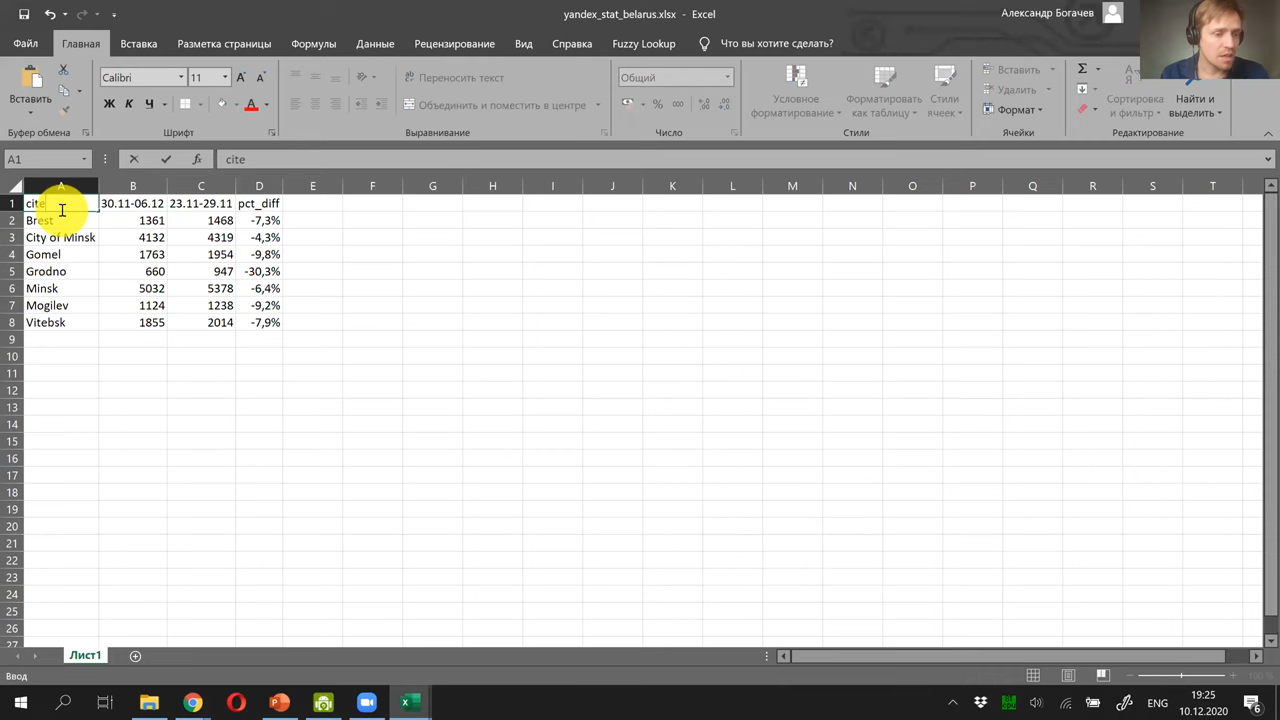 yandex_stat_belarus.xlsx - Excel
Александр Богачев
Файл Главная Вставка Разметка страницы Формулы Данные Рецензирование Вид Справка Fuzzy Lookup Что вы хотите сделать?
Вставить
Calibri 11
Переносить текст
Общий
Условное форматирование
Форматировать как таблицу
Стили ячеек
Вставить
Удалить
Формат
Сортировка и фильтр
Найти и выделить
Ж К Ч
Объединить и поместить в центре
Буфер обмена Шрифт Выравнивание Число Стили Ячейки Редактирование
A1 fx cite
A B C D E F G H I J K L M N O P Q R S T
1 cite 30.11-06.12 23.11-29.11 pct_diff
2 Brest 1361 1468 -7,3%
3 City of Minsk 4132 4319 -4,3%
4 Gomel 1763 1954 -9,8%
5 Grodno 660 947 -30,3%
6 Minsk 5032 5378 -6,4%
7 Mogilev 1124 1238 -9,2%
8 Vitebsk 1855 2014 -7,9%
9
10
11
12
13
14
15
16
17
18
19
20
21
22
23
24
25
26
27
Лист1
Ввод
ENG 19:25
10.12.2020
6